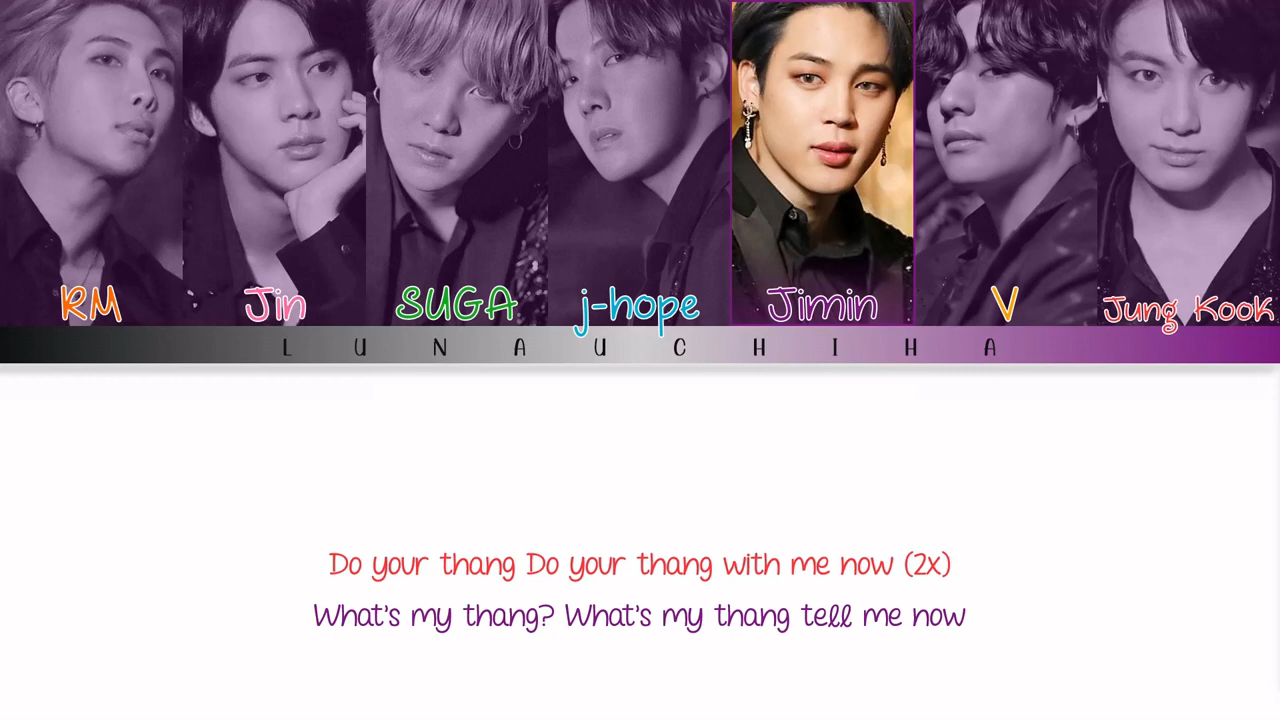 RM Jin SUGA j-hope Jimin V Jung Kook
LUNAUCHIHA
Do your thang Do your thang with me now (2x)
What's my thang? What's my thang tell me now